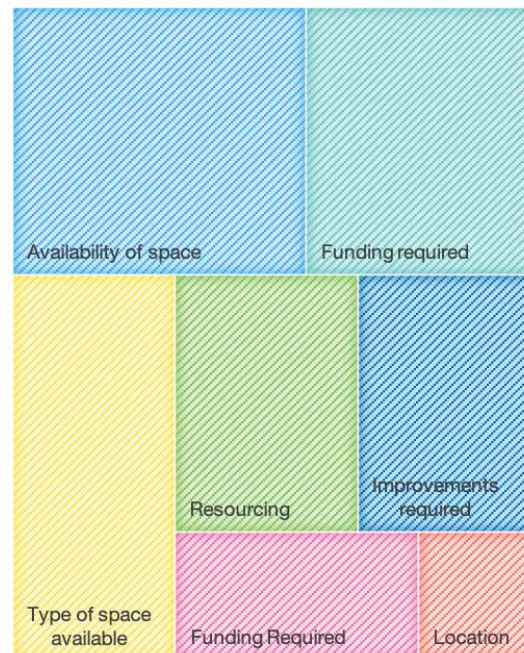 Availability of space
Funding required
Resourcing
Improvements
required
Type of space
available
Funding Required
Location